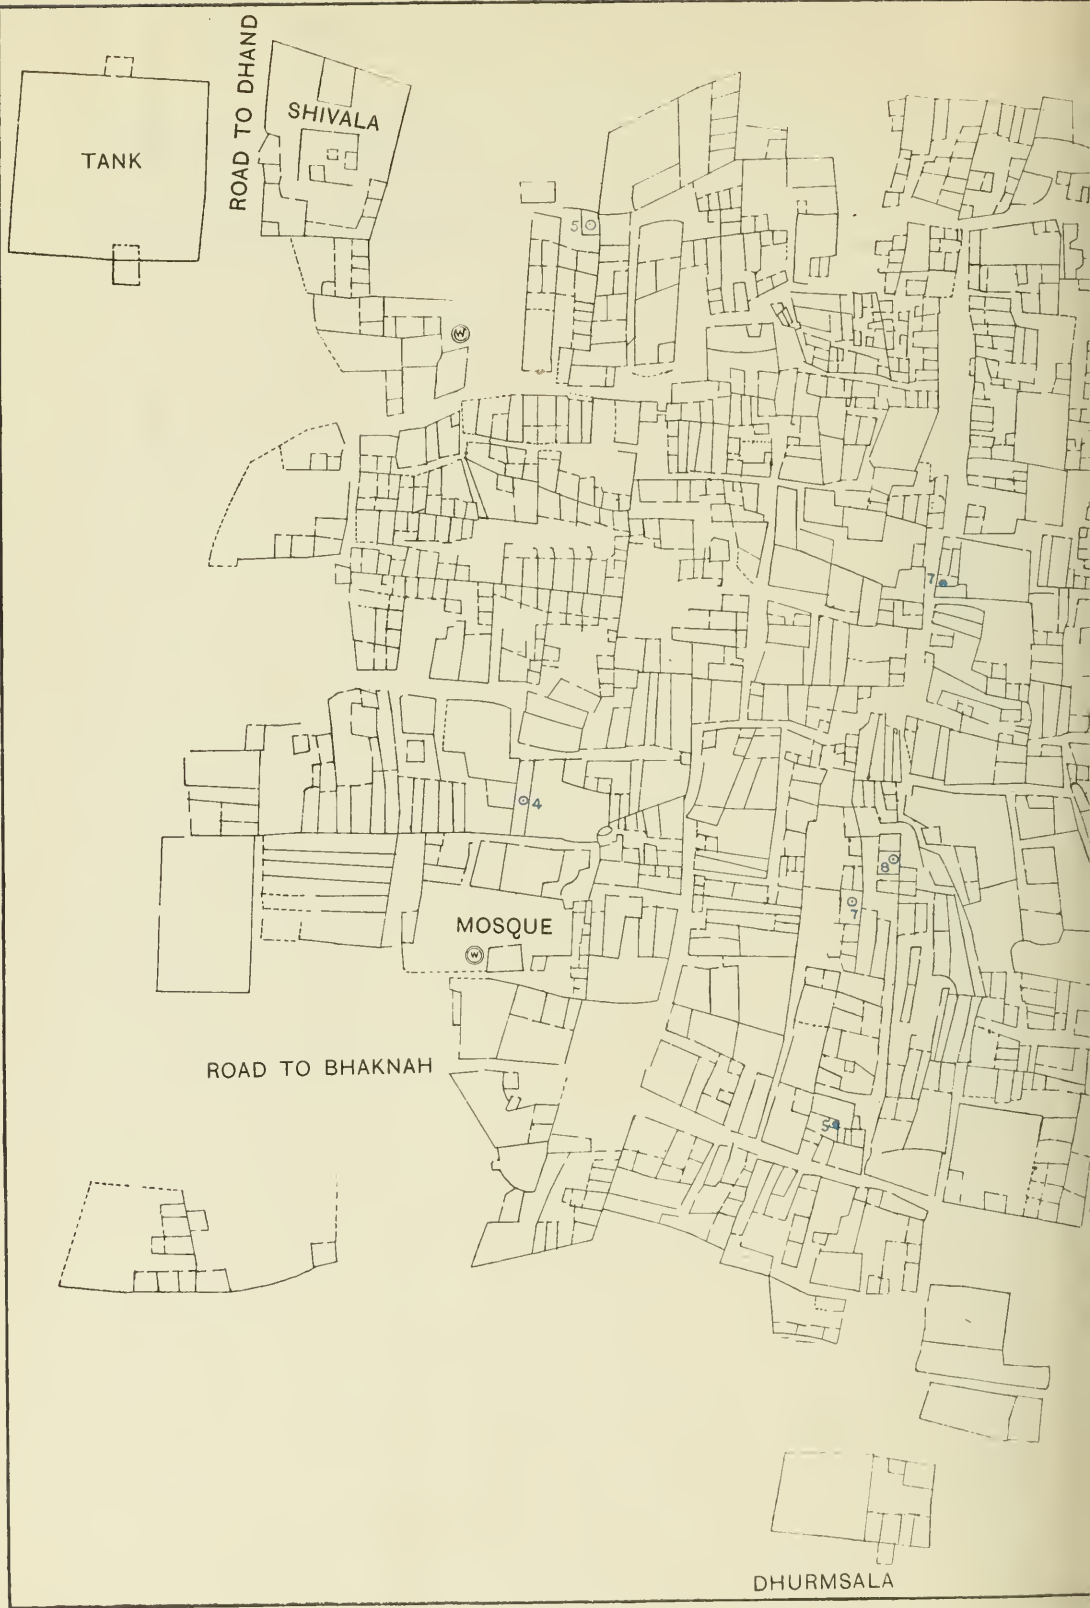 ROAD TO DHAND
SHIVALA
TANK
5
W
7
4
8
7
MOSQUE
W
ROAD TO BHAKNAH
5
DHURMSALA